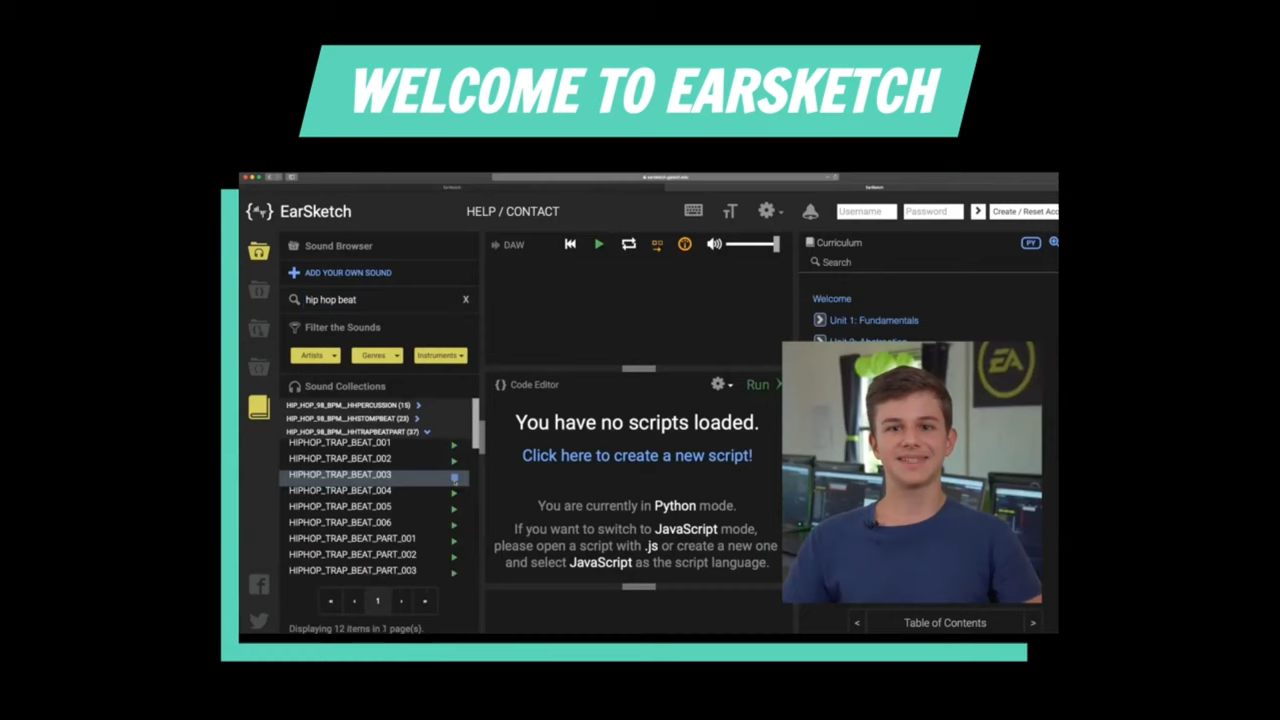 WELCOME TO EARSKETCH
EarSketch
HELP / CONTACT
Username
Password
Create / Reset Acc
Sound Browser
ADD YOUR OWN SOUND
hip hop beat
X
Filter the Sounds
Artists
Genres
Instruments
Sound Collections
HIP_HOP_98_BPM__HHPERCUSSION (15)
HIP_HOP_98_BPM__HHSTOMPBEAT (23)
HIP_HOP_98_BPM__HHTRAPBEATPART (37)
HIPHOP_TRAP_BEAT_001
HIPHOP_TRAP_BEAT_002
HIPHOP_TRAP_BEAT_003
HIPHOP_TRAP_BEAT_004
HIPHOP_TRAP_BEAT_005
HIPHOP_TRAP_BEAT_006
HIPHOP_TRAP_BEAT_PART_001
HIPHOP_TRAP_BEAT_PART_002
HIPHOP_TRAP_BEAT_PART_003
1
Displaying 12 items in 1 page(s).
DAW
Code Editor
Run
You have no scripts loaded.
Click here to create a new script!
You are currently in Python mode.
If you want to switch to JavaScript mode,
please open a script with .js or create a new one
and select JavaScript as the script language.
Curriculum
PY
Search
Welcome
Unit 1: Fundamentals
EA
< Table of Contents >